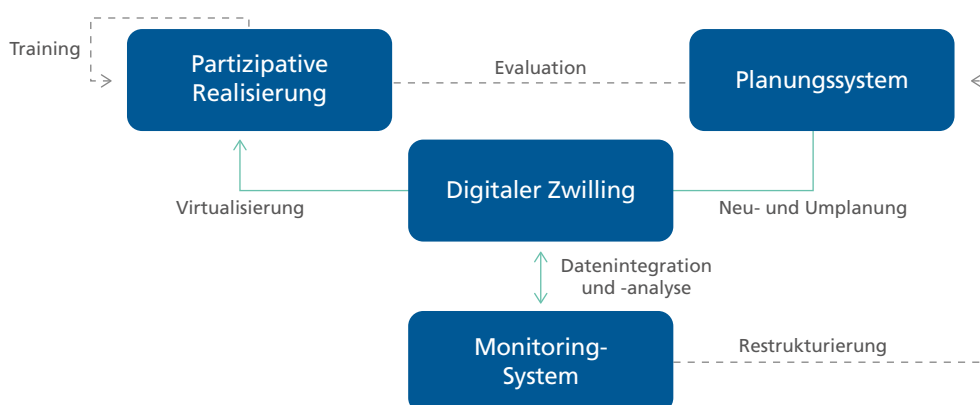 Training
Partizipative
Realisierung
Evaluation
Planungssystem
Digitaler Zwilling
Virtualisierung
Neu- und Umplanung
Datenintegration
und -analyse
Monitoring-
System
Restrukturierung